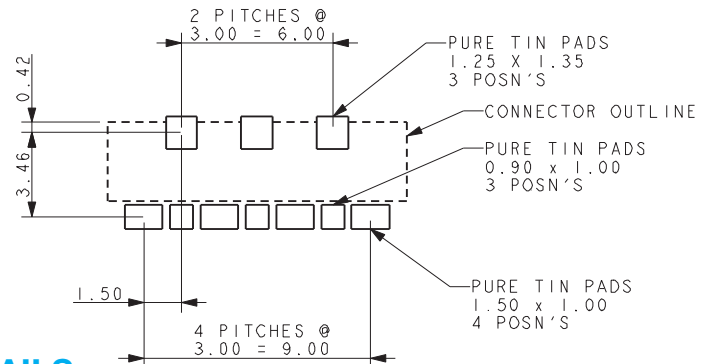 2 PITCHES @
3.00 = 6.00
0.42
3.46
PURE TIN PADS
1.25 X 1.35
3 POSN'S
CONNECTOR OUTLINE
PURE TIN PADS
0.90 x 1.00
3 POSN'S
1.50
PURE TIN PADS
1.50 x 1.00
4 POSN'S
4 PITCHES @
3.00 = 9.00